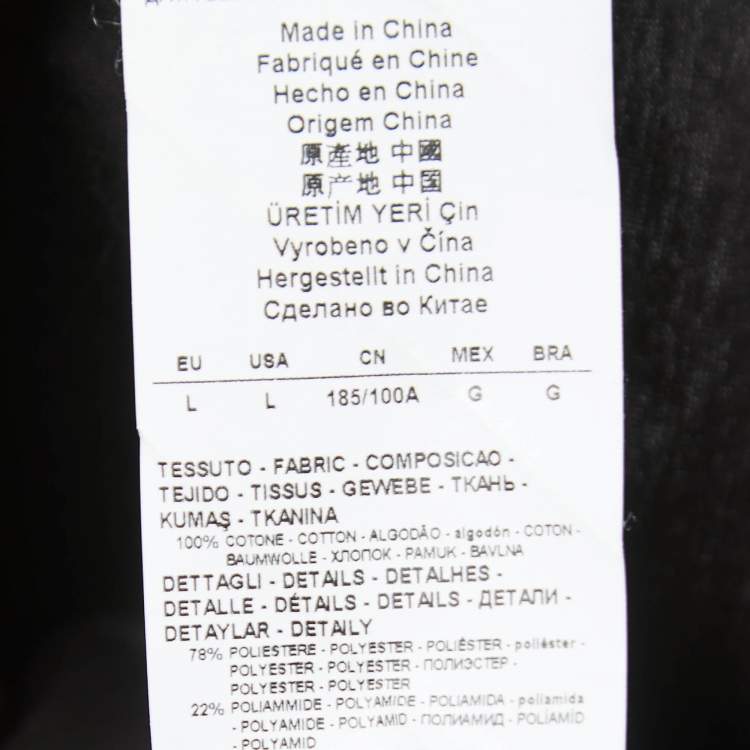 Made in China
Fabriqué en Chine
Hecho en China
Origem China
原產地 中國
原产地 中国
ÜRETİM YERİ Çin
Vyrobeno v Čína
Hergestellt in China
Сделано во Китае
EU USA CN MEX BRA
L L 185/100A G G
TESSUTO - FABRIC - COMPOSICAO -
TEJIDO - TISSUS - GEWEBE - ТКАНЬ -
KUMAŞ - TKANINA
100% COTONE - COTTON - ALGODÃO - algodón - COTON -
BAUMWOLLE - ХЛОПОК - PAMUK - BAVLNA
DETTAGLI - DETAILS - DETALHES -
DETALLE - DÉTAILS - DETAILS - ДЕТАЛИ -
DETAYLAR - DETAILY
78% POLIESTERE - POLYESTER - POLIÉSTER - poliéster -
POLYESTER - POLYESTER - ПОЛИЭСТЕР -
POLYESTER - POLYESTER
22% POLIAMMIDE - POLYAMIDE - POLIAMIDA - poliamida
- POLYAMIDE - POLYAMID - ПОЛИАМИД - POLİAMİD
- POLYAMID